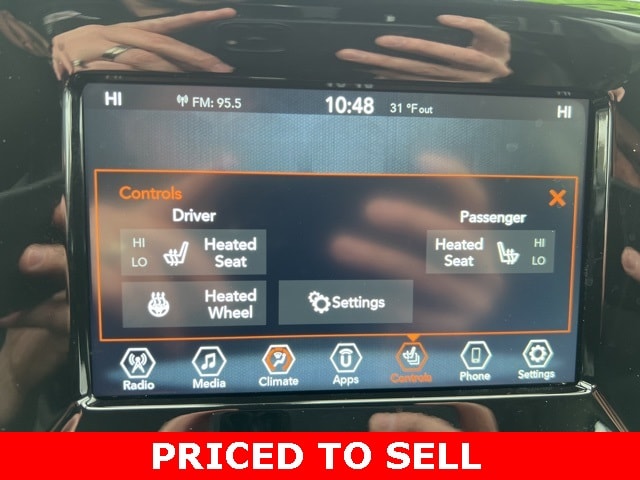 HI FM: 95.5 10:48 31 °F out HI
Controls
Driver Passenger
HI LO Heated Seat
Heated Seat HI LO
Heated Wheel
Settings
Radio Media Climate Apps Controls Phone Settings
PRICED TO SELL